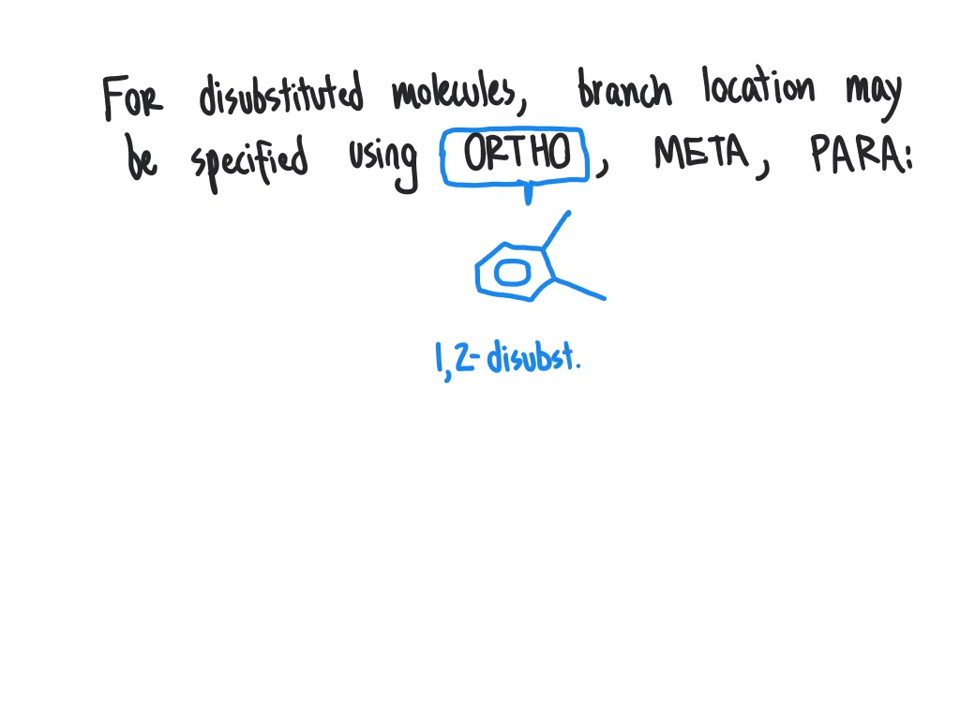 For disubstituted molecules, branch location may
be specified using ORTHO, META, PARA:
1,2-disubst.